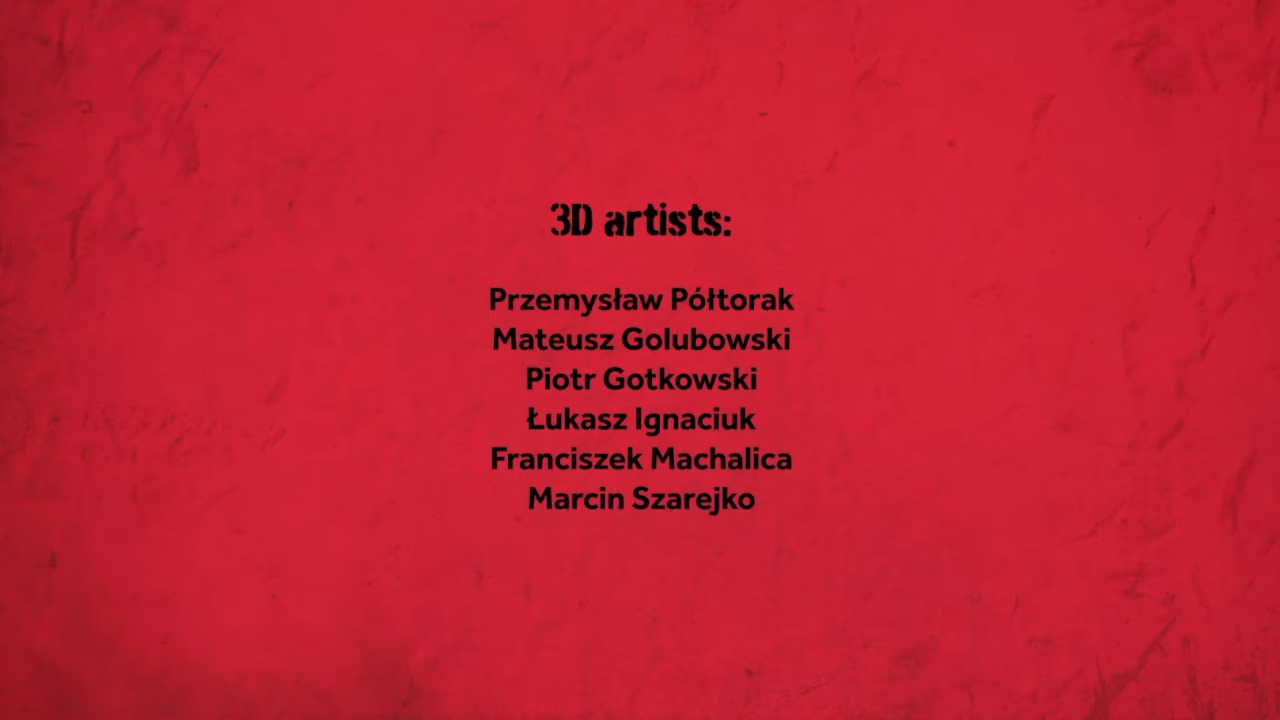 3D artists:
Przemysław Półtorak
Mateusz Golubowski
Piotr Gotkowski
Łukasz Ignaciuk
Franciszek Machalica
Marcin Szarejko